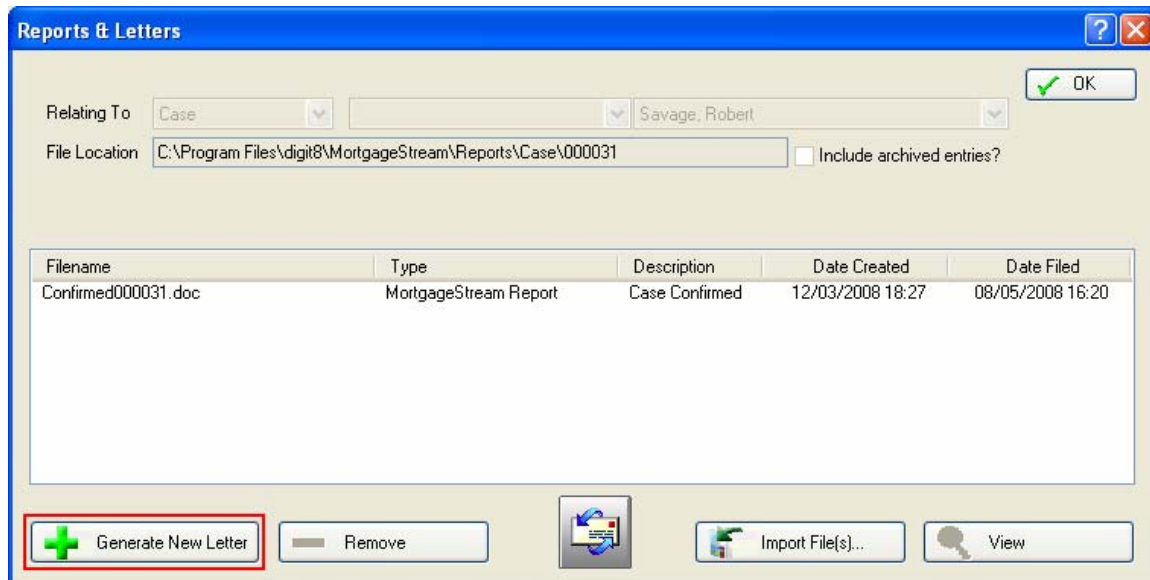 Reports & Letters
OK
Relating To Case Savage, Robert
File Location C:\Program Files\digit8\MortgageStream\Reports\Case\000031 Include archived entries?
Filename Type Description Date Created Date Filed
Confirmed000031.doc MortgageStream Report Case Confirmed 12/03/2008 18:27 08/05/2008 16:20
Generate New Letter Remove Import File(s)... View